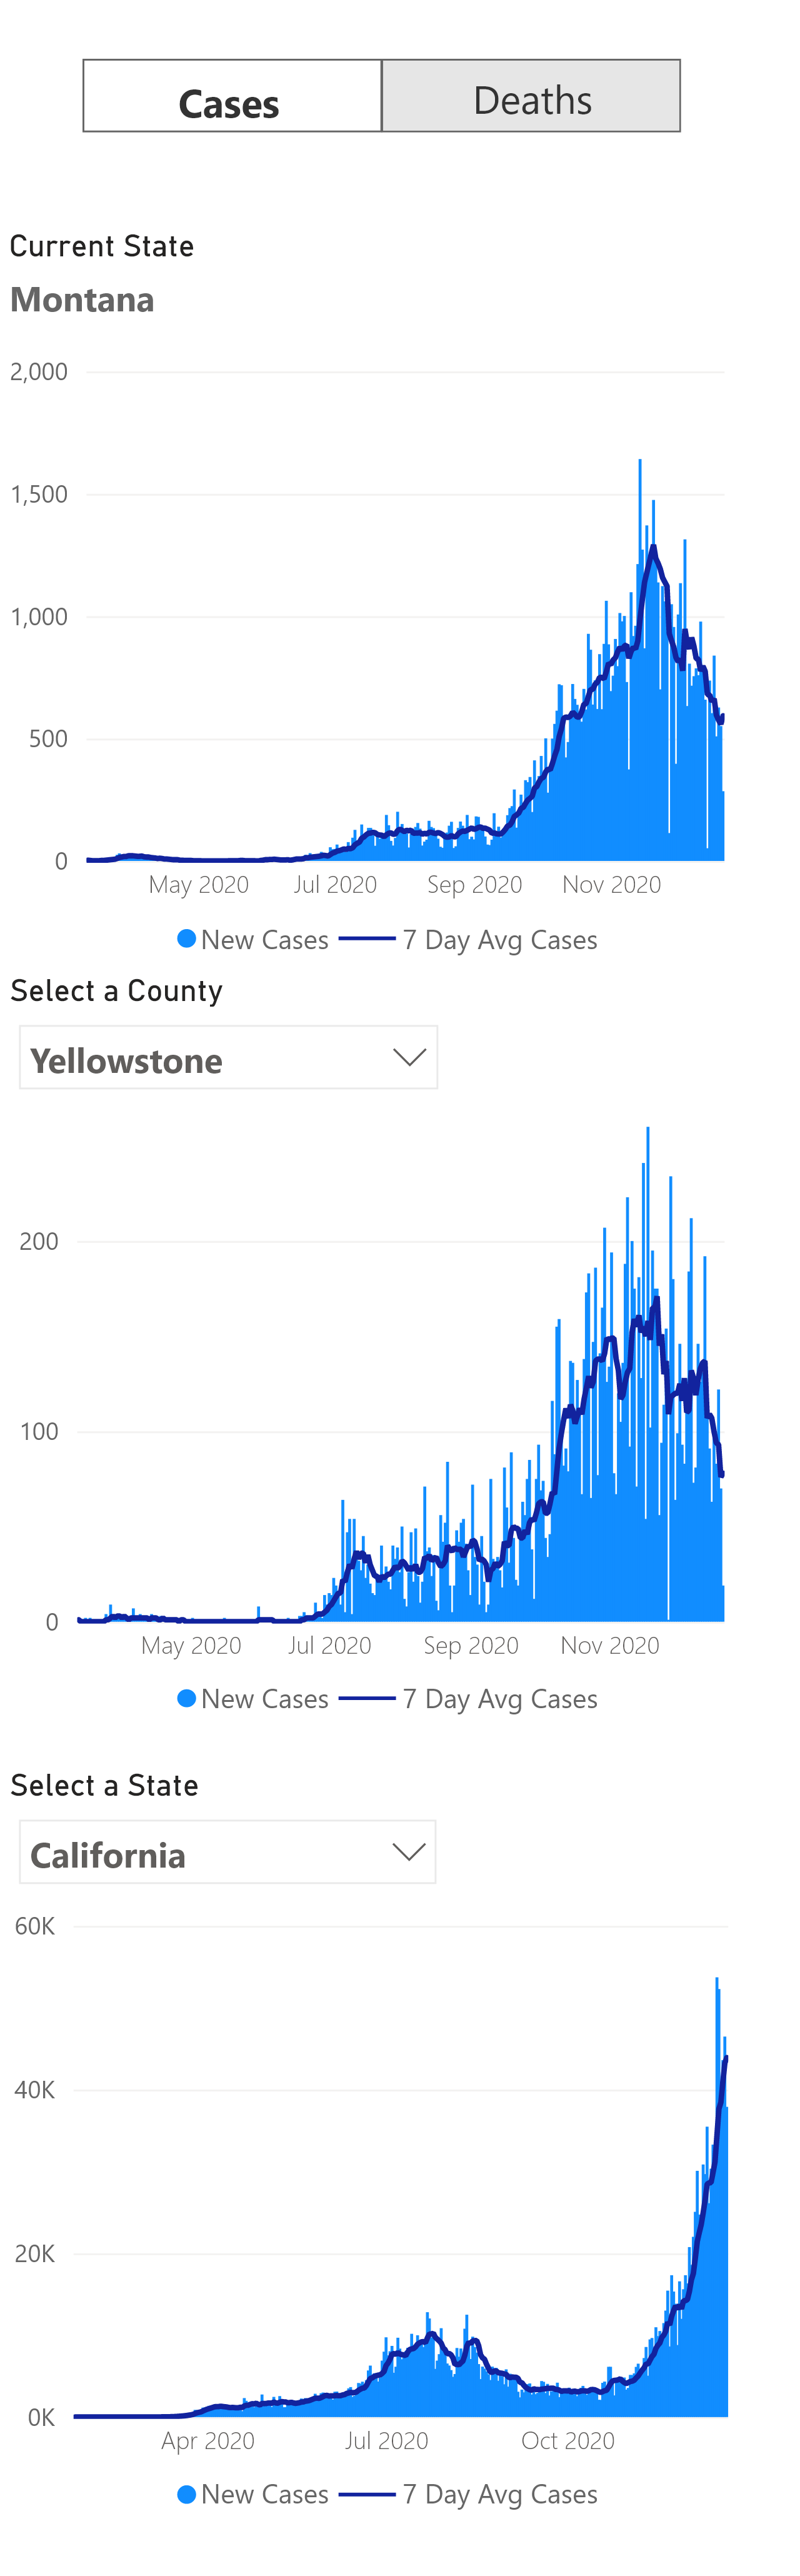 Cases Deaths
Current State
Montana
2,000
1,500
1,000
500
0
May 2020 Jul 2020 Sep 2020 Nov 2020
New Cases 7 Day Avg Cases
Select a County
Yellowstone
200
100
0
May 2020 Jul 2020 Sep 2020 Nov 2020
New Cases 7 Day Avg Cases
Select a State
California
60K
40K
20K
0K
Apr 2020 Jul 2020 Oct 2020
New Cases 7 Day Avg Cases